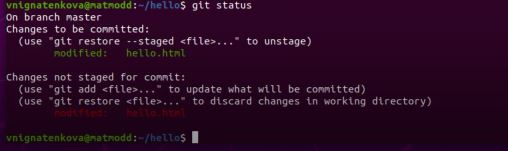 vnignatenkova@matmodd:~/hello$ git status
On branch master
Changes to be committed:
  (use "git restore --staged <file>..." to unstage)
        modified:   hello.html

Changes not staged for commit:
  (use "git add <file>..." to update what will be committed)
  (use "git restore <file>..." to discard changes in working directory)
        modified:   hello.html

vnignatenkova@matmodd:~/hello$